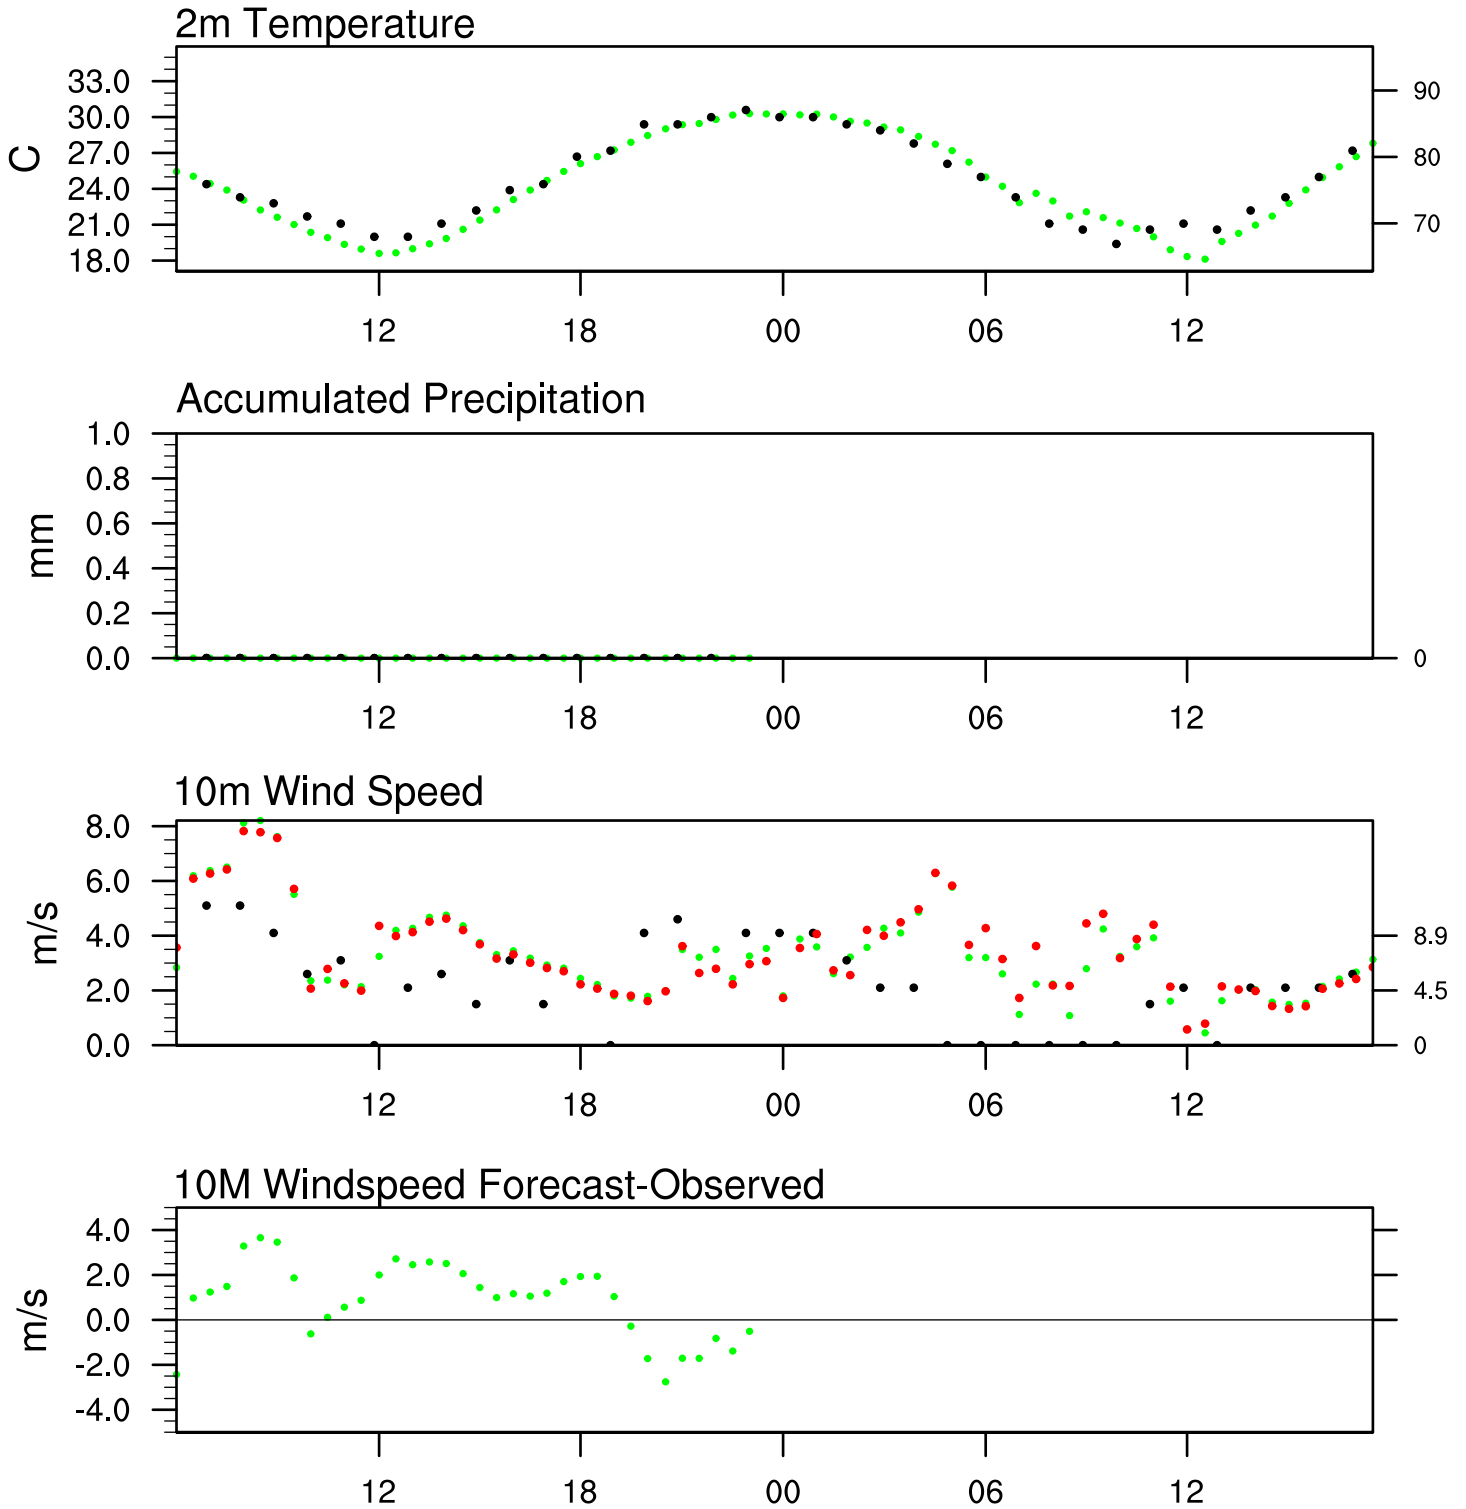 2m Temperature
C
33.0
30.0
27.0
24.0
21.0
18.0
90
80
70
12 18 00 06 12
Accumulated Precipitation
mm
1.0
0.8
0.6
0.4
0.2
0.0
0
12 18 00 06 12
10m Wind Speed
m/s
8.0
6.0
4.0
2.0
0.0
8.9
4.5
0
12 18 00 06 12
10M Windspeed Forecast-Observed
m/s
4.0
2.0
0.0
-2.0
-4.0
12 18 00 06 12